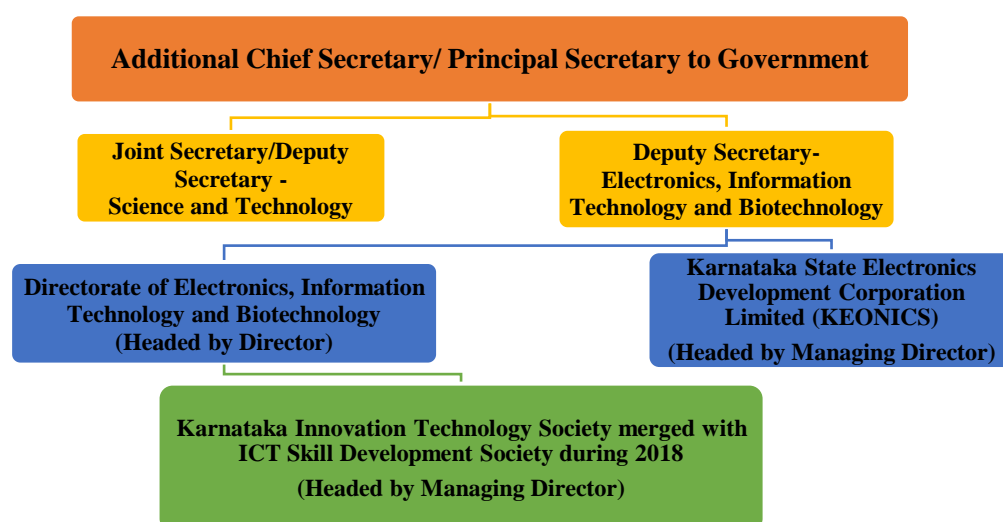 Additional Chief Secretary/ Principal Secretary to Government
Joint Secretary/Deputy
Secretary -
Science and Technology
Deputy Secretary-
Electronics, Information
Technology and Biotechnology
Directorate of Electronics, Information
Technology and Biotechnology
(Headed by Director)
Karnataka State Electronics
Development Corporation
Limited (KEONICS)
(Headed by Managing Director)
Karnataka Innovation Technology Society merged with
ICT Skill Development Society during 2018
(Headed by Managing Director)